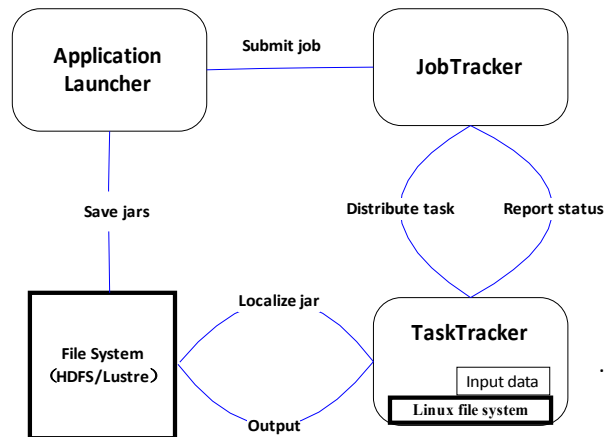 Application
Launcher
Submit job
JobTracker
Save jars
Distribute task
Report status
Localize jar
File System
（HDFS/Lustre）
TaskTracker
Input data
Linux file system
Output
.